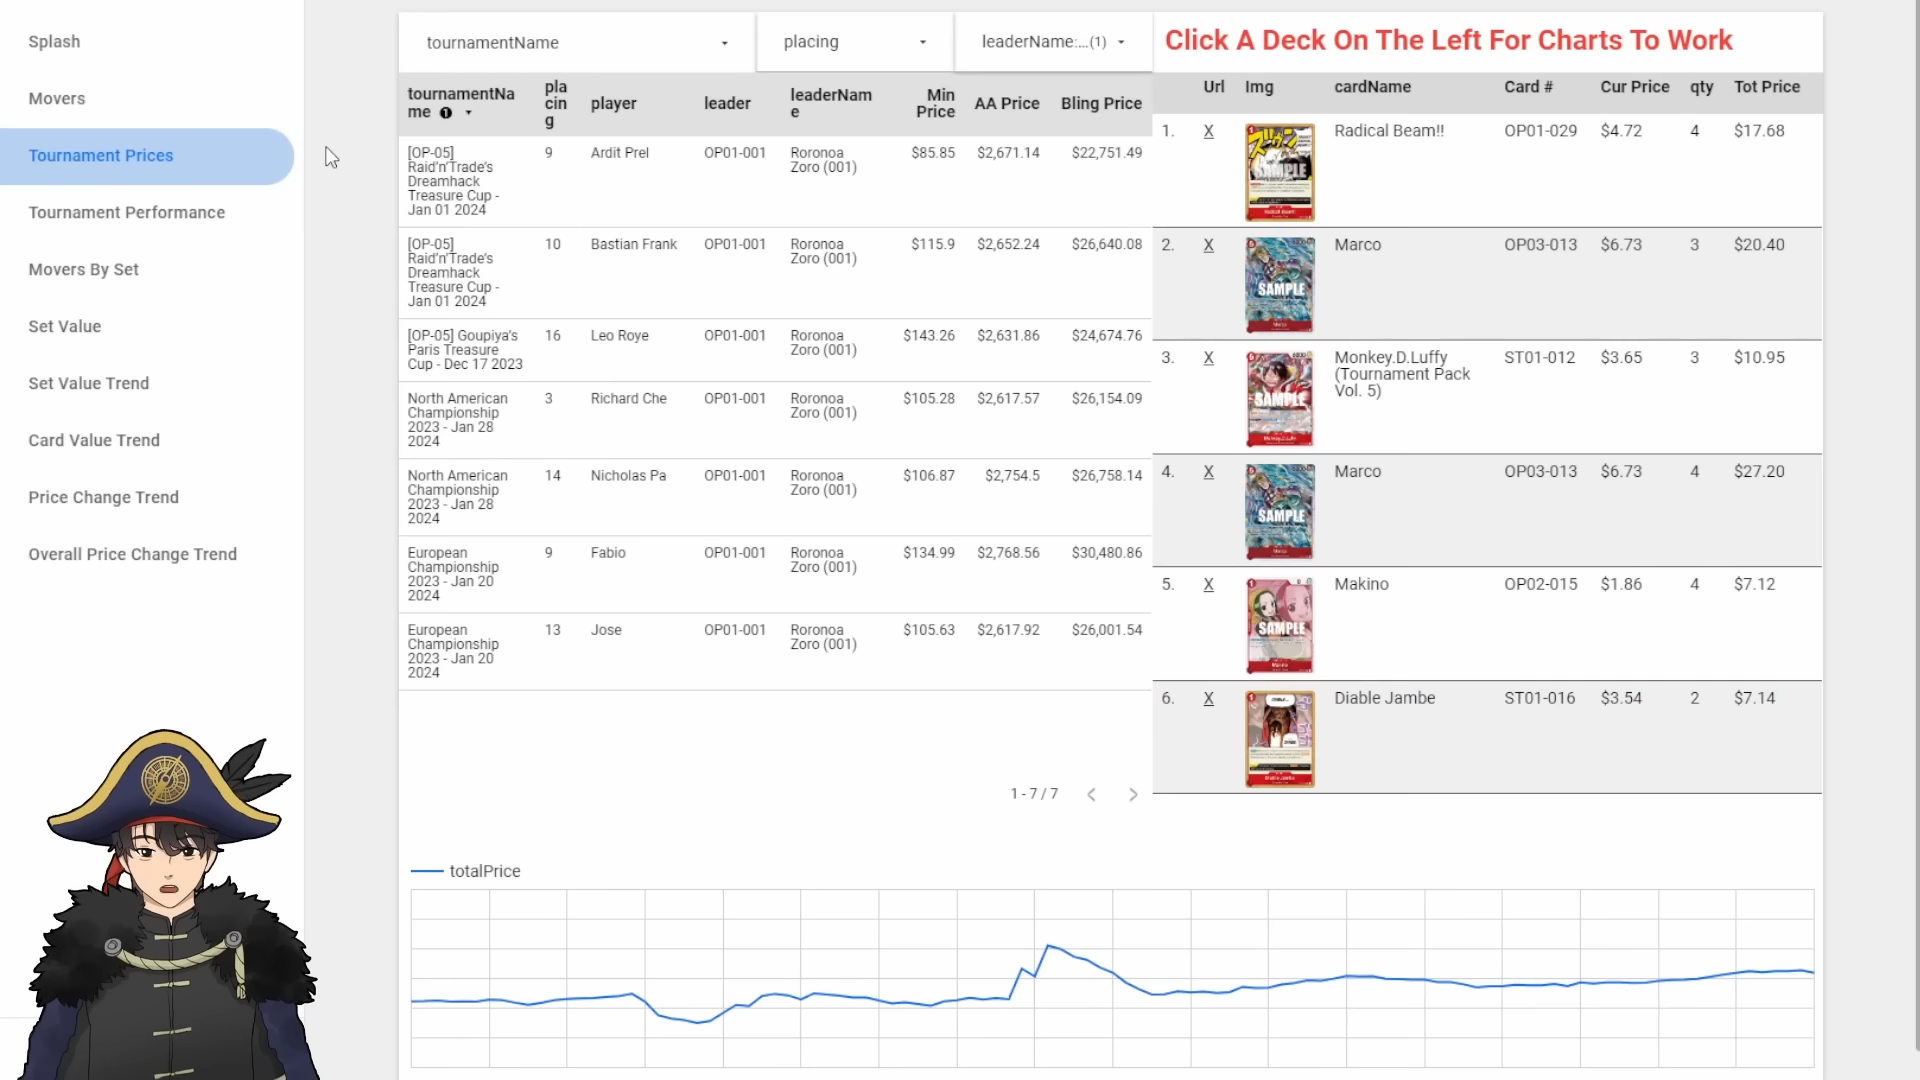 Splash
Movers
Tournament Prices
Tournament Performance
Movers By Set
Set Value
Set Value Trend
Card Value Trend
Price Change Trend
Overall Price Change Trend
tournamentName
placing
leaderName:...(1)
Click A Deck On The Left For Charts To Work
tournamentNa
me 1
pla
cin
g
player
leader
leaderNam
e
Min
Price
AA Price
Bling Price
[OP-05]
Raid'n'Trade's
Dreamhack
Treasure Cup -
Jan 01 2024
9
Ardit Prel
OP01-001
Roronoa
Zoro (001)
$85.85
$2,671.14
$22,751.49
[OP-05]
Raid'n'Trade's
Dreamhack
Treasure Cup -
Jan 01 2024
10
Bastian Frank
OP01-001
Roronoa
Zoro (001)
$115.9
$2,652.24
$26,640.08
[OP-05] Goupiya's
Paris Treasure
Cup - Dec 17 2023
16
Leo Roye
OP01-001
Roronoa
Zoro (001)
$143.26
$2,631.86
$24,674.76
North American
Championship
2023 - Jan 28
2024
3
Richard Che
OP01-001
Roronoa
Zoro (001)
$105.28
$2,617.57
$26,154.09
North American
Championship
2023 - Jan 28
2024
14
Nicholas Pa
OP01-001
Roronoa
Zoro (001)
$106.87
$2,754.5
$26,758.14
European
Championship
2023 - Jan 20
2024
9
Fabio
OP01-001
Roronoa
Zoro (001)
$134.99
$2,768.56
$30,480.86
European
Championship
2023 - Jan 20
2024
13
Jose
OP01-001
Roronoa
Zoro (001)
$105.63
$2,617.92
$26,001.54
1 - 7 / 7
Url
Img
cardName
Card #
Cur Price
qty
Tot Price
1.
X
SAMPLE
Radical Beam!!
OP01-029
$4.72
4
$17.68
2.
X
SAMPLE
Marco
OP03-013
$6.73
3
$20.40
3.
X
SAMPLE
Monkey.D.Luffy
(Tournament Pack
Vol. 5)
ST01-012
$3.65
3
$10.95
4.
X
SAMPLE
Marco
OP03-013
$6.73
4
$27.20
5.
X
SAMPLE
Makino
OP02-015
$1.86
4
$7.12
6.
X
Diable Jambe
ST01-016
$3.54
2
$7.14
totalPrice